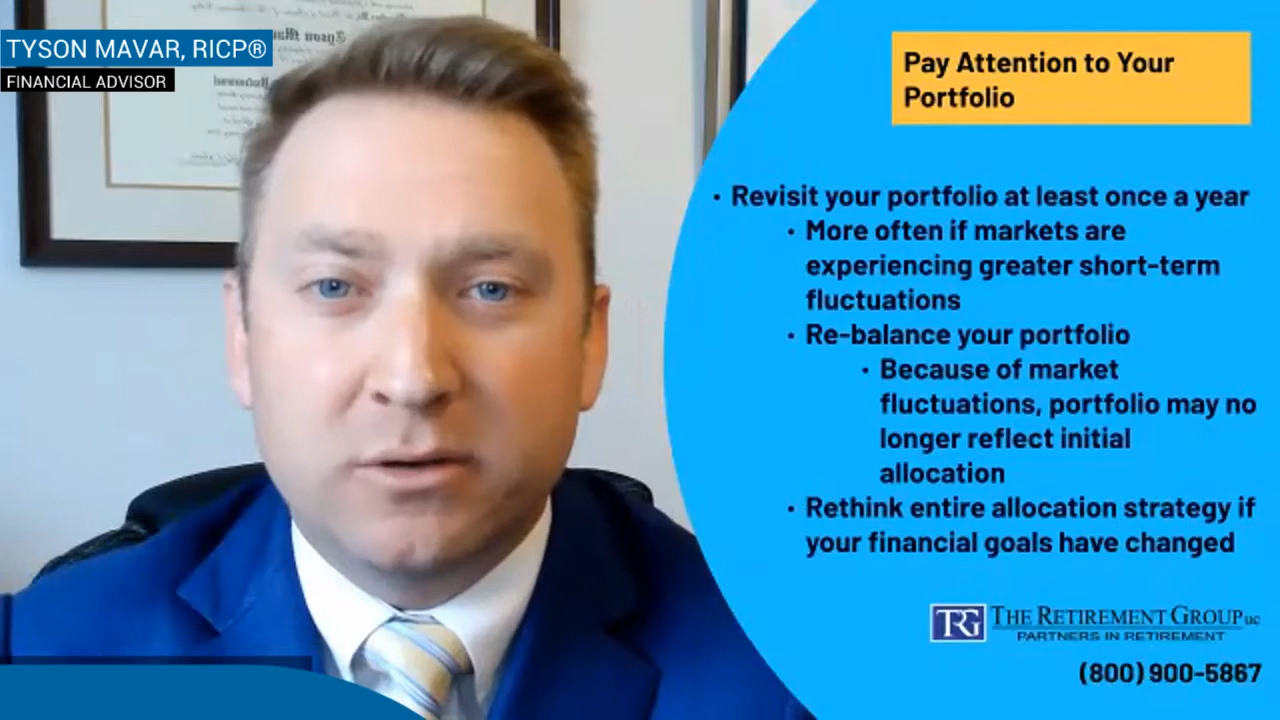 TYSON MAVAR, RICP®
FINANCIAL ADVISOR
Pay Attention to Your
Portfolio
• Revisit your portfolio at least once a year
• More often if markets are
experiencing greater short-term
fluctuations
• Re-balance your portfolio
• Because of market
fluctuations, portfolio may no
longer reflect initial
allocation
• Rethink entire allocation strategy if
your financial goals have changed
TRG THE RETIREMENT GROUP LLC
PARTNERS IN RETIREMENT
(800) 900-5867